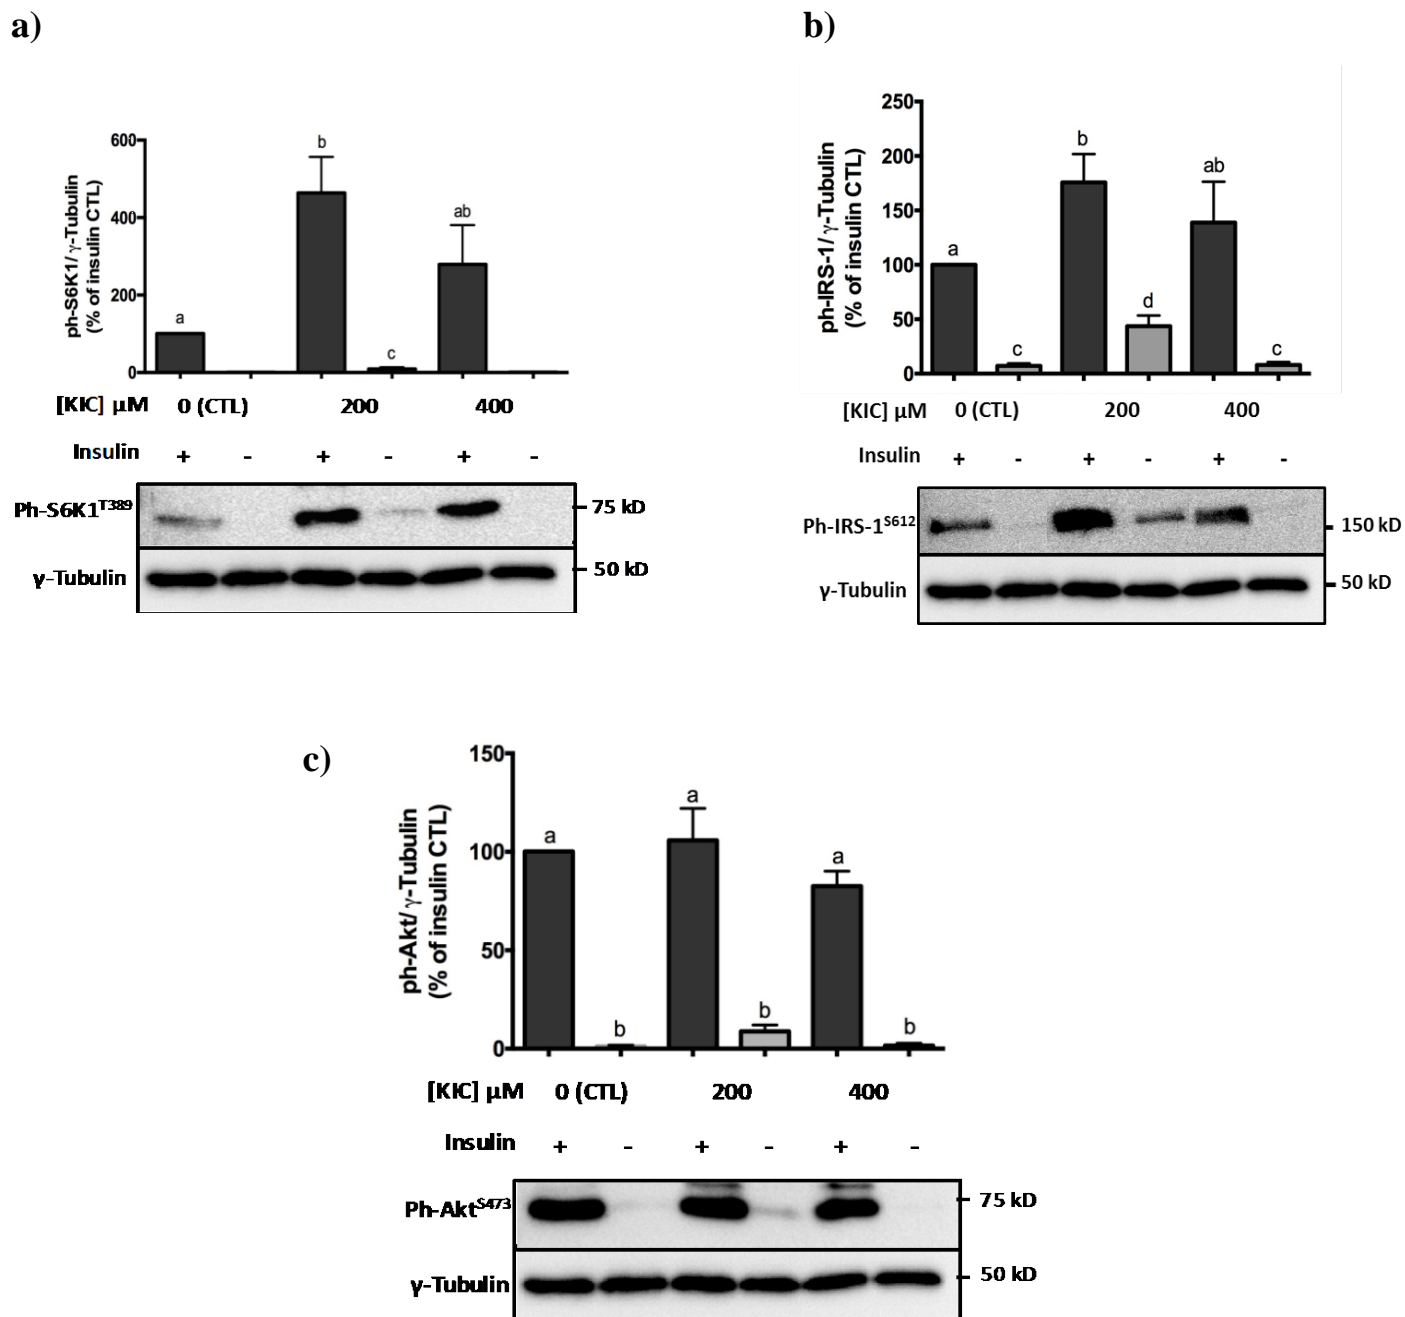 a)
ph-S6K1/γ-Tubulin
(% of insulin CTL)
600
400
200
0
a
b
c
ab
[KIC] μM 0 (CTL) 200 400
Insulin + - + - + -
Ph-S6K1T389
75 kD
γ-Tubulin
50 kD
b)
ph-IRS-1/γ-Tubulin
(% of insulin CTL)
250
200
150
100
50
0
a
c
b
d
ab
c
[KIC] μM 0 (CTL) 200 400
Insulin + - + - + -
Ph-IRS-1S612
150 kD
γ-Tubulin
50 kD
c)
ph-Akt/γ-Tubulin
(% of insulin CTL)
150
100
50
0
a
b
a
b
a
b
[KIC] μM 0 (CTL) 200 400
Insulin + - + - + -
Ph-AktS473
75 kD
γ-Tubulin
50 kD